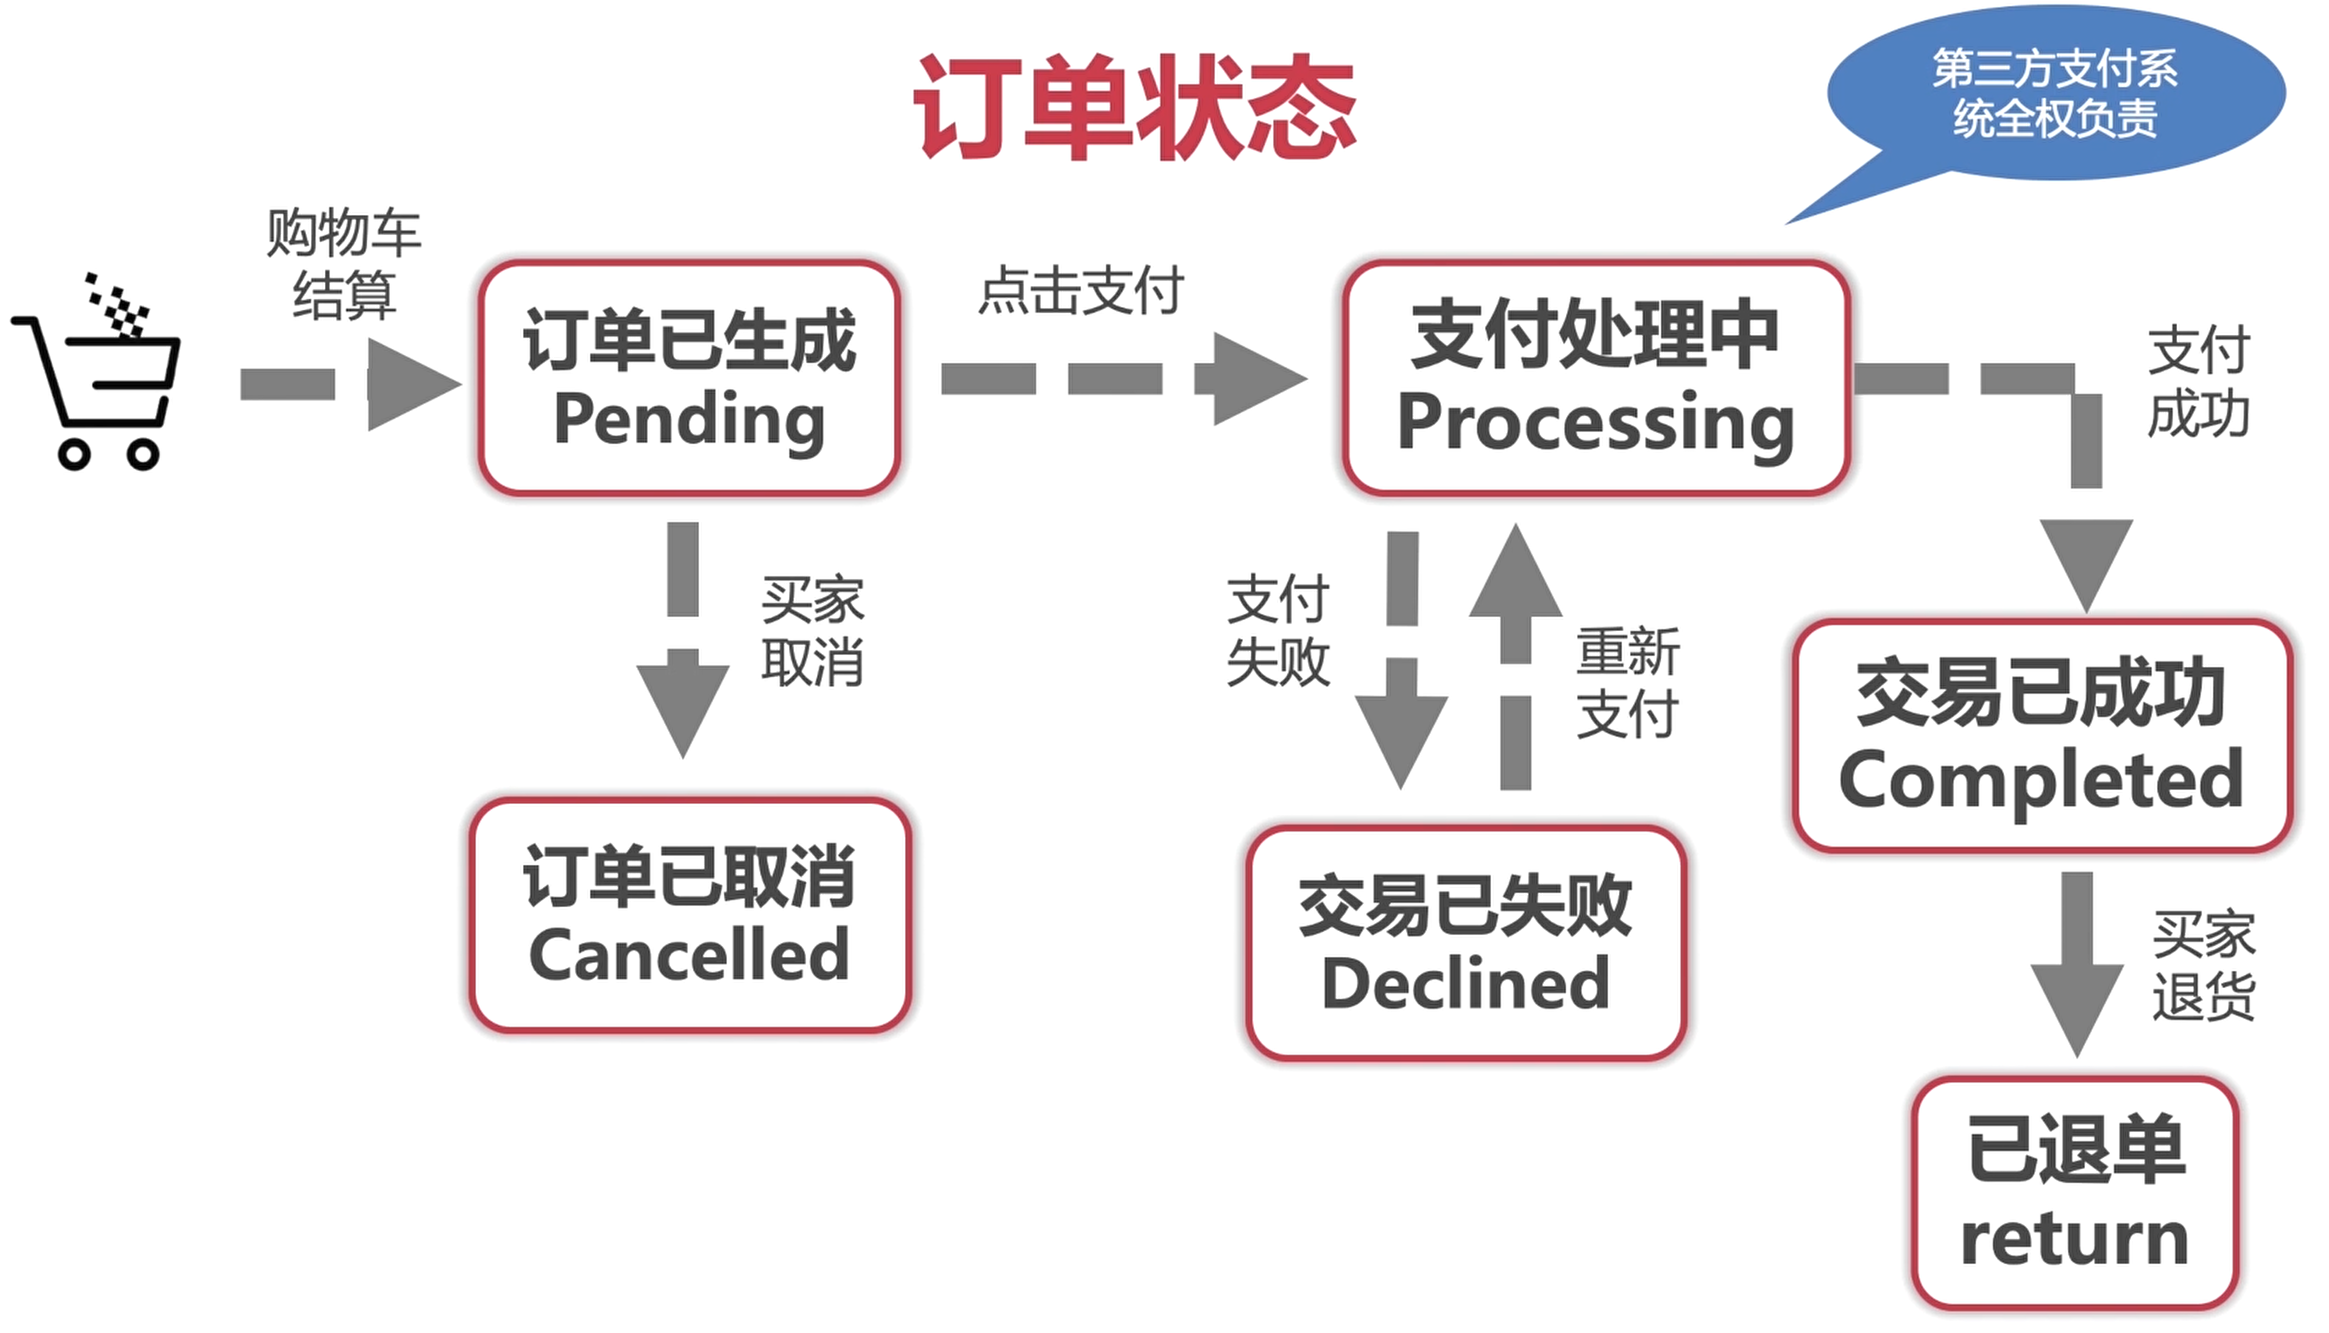 订单状态
第三方支付系
统全权负责
购物车
结算
订单已生成
Pending
点击支付
支付处理中
Processing
支付
成功
买家
取消
支付
失败
重新
支付
交易已成功
Completed
订单已取消
Cancelled
交易已失败
Declined
买家
退货
已退单
return